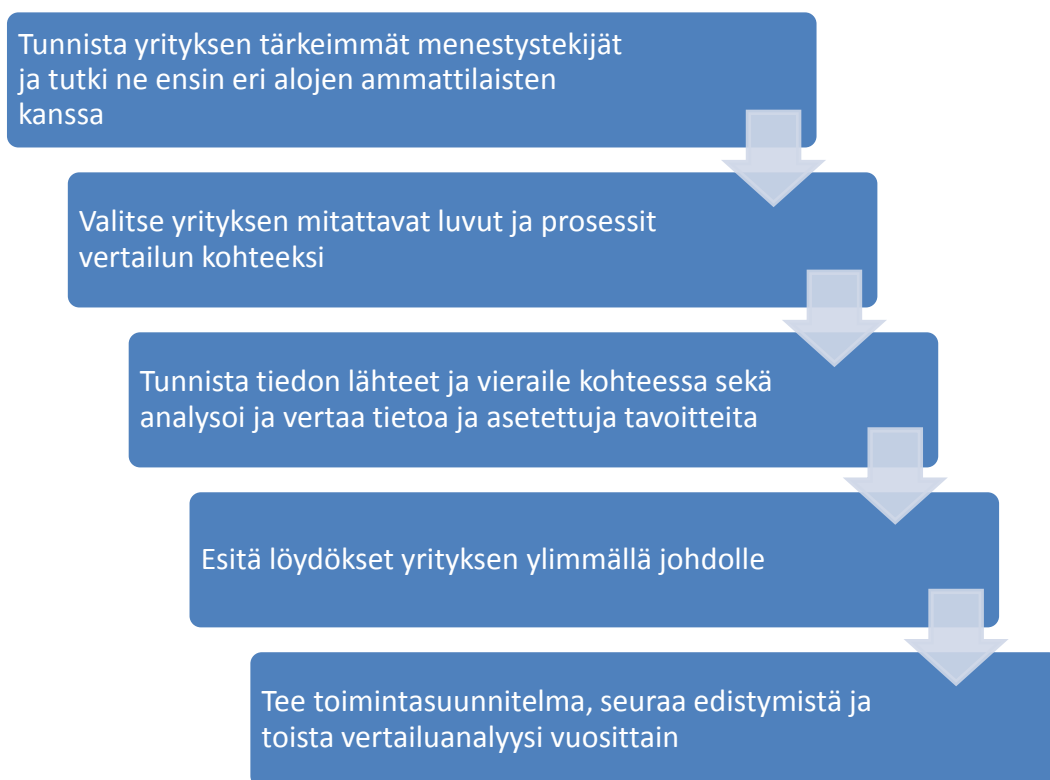 Tunnista yrityksen tärkeimmät menestystekijät
ja tutki ne ensin eri alojen ammattilaisten
kanssa
Valitse yrityksen mitattavat luvut ja prosessit
vertailun kohteeksi
Tunnista tiedon lähteet ja vieraile kohteessa sekä
analysoi ja vertaa tietoa ja asetettuja tavoitteita
Esitä löydökset yrityksen ylimmällä johdolle
Tee toimintasuunnitelma, seuraa edistymistä ja
toista vertailuanalyysi vuosittain